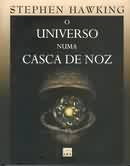 STEPHEN HAWKING
O
UNIVERSO
NUMA
CASCA DE NOZ